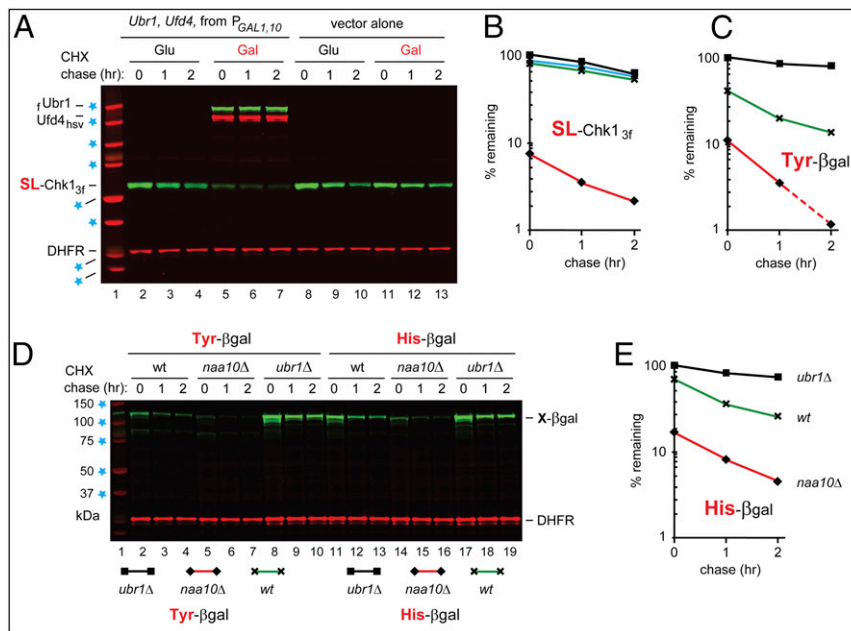 A
Ubr1, Ufd4, from P_GAL1,10
vector alone
CHX
Glu Gal Glu Gal
chase (hr): 0 1 2 0 1 2 0 1 2 0 1 2
fUbr1
Ufd4hsv
SL-Chk13f
DHFR
1 2 3 4 5 6 7 8 9 10 11 12 13
B
100
10
1
% remaining
SL-Chk13f
0 1 2
chase (hr)
C
100
10
1
% remaining
Tyr-βgal
0 1 2
chase (hr)
D
Tyr-βgal His-βgal
CHX
wt naa10Δ ubr1Δ wt naa10Δ ubr1Δ
chase (hr): 0 1 2 0 1 2 0 1 2 0 1 2 0 1 2 0 1 2
150
100
75
50
37
kDa
X-βgal
DHFR
1 2 3 4 5 6 7 8 9 10 11 12 13 14 15 16 17 18 19
ubr1Δ naa10Δ wt ubr1Δ naa10Δ wt
Tyr-βgal His-βgal
E
100
10
1
% remaining
ubr1Δ
wt
naa10Δ
His-βgal
0 1 2
chase (hr)